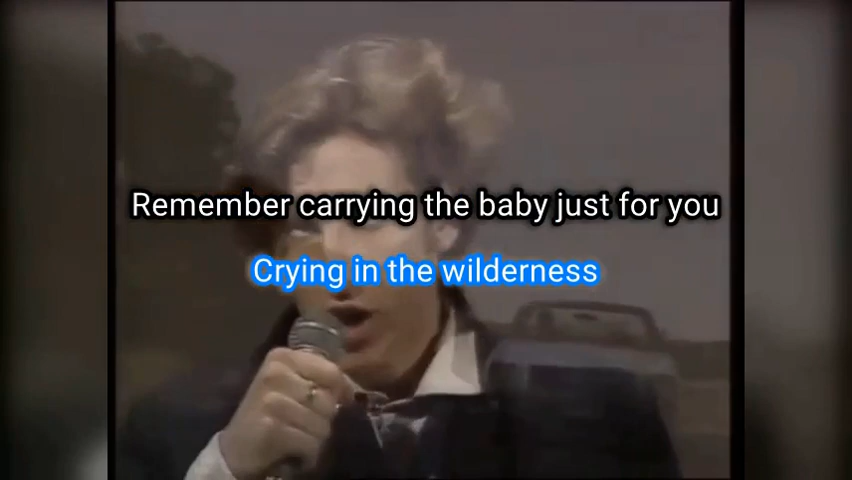 Remember carrying the baby just for you
Crying in the wilderness